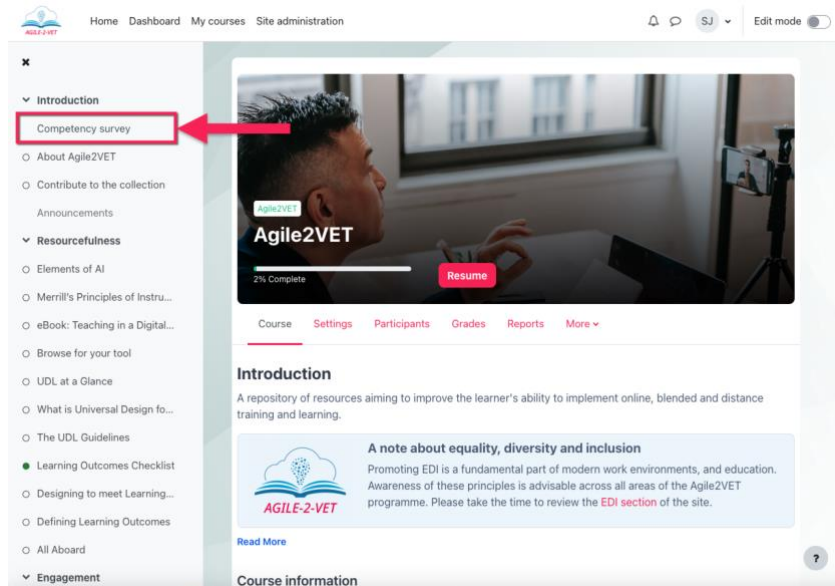 AGILE-2-VET
Home Dashboard My courses Site administration
SJ
Edit mode
Introduction
Competency survey
About Agile2VET
Contribute to the collection
Announcements
Resourcefulness
Elements of AI
Merrill's Principles of Instru...
eBook: Teaching in a Digital...
Browse for your tool
UDL at a Glance
What is Universal Design fo...
The UDL Guidelines
Learning Outcomes Checklist
Designing to meet Learning...
Defining Learning Outcomes
All Aboard
Engagement
Agile2VET
Agile2VET
2% Complete
Resume
Course Settings Participants Grades Reports More
Introduction
A repository of resources aiming to improve the learner's ability to implement online, blended and distance
training and learning.
AGILE-2-VET
A note about equality, diversity and inclusion
Promoting EDI is a fundamental part of modern work environments, and education.
Awareness of these principles is advisable across all areas of the Agile2VET
programme. Please take the time to review the EDI section of the site.
Read More
Course information
?